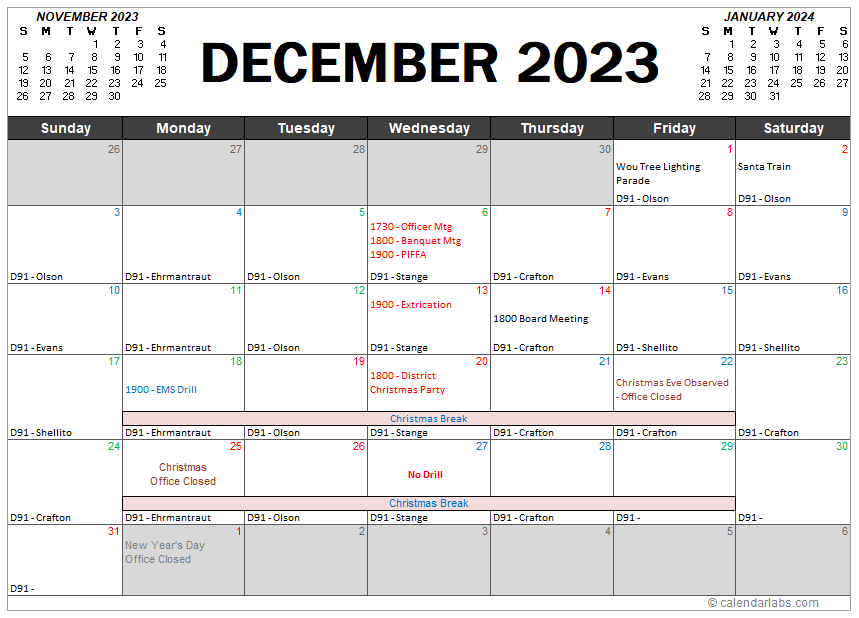 NOVEMBER 2023
S M T W T F S
1 2 3 4
5 6 7 8 9 10 11
12 13 14 15 16 17 18
19 20 21 22 23 24 25
26 27 28 29 30
DECEMBER 2023
JANUARY 2024
S M T W T F S
1 2 3 4 5 6
7 8 9 10 11 12 13
14 15 16 17 18 19 20
21 22 23 24 25 26 27
28 29 30 31
Sunday Monday Tuesday Wednesday Thursday Friday Saturday
26 27 28 29 30 1 2
Wou Tree Lighting Santa Train
Parade
D91 - Olson D91 - Olson
3 4 5 6 7 8 9
1730 - Officer Mtg
1800 - Banquet Mtg
1900 - PIFFA
D91 - Olson D91 - Ehrmantraut D91 - Olson D91 - Stange D91 - Crafton D91 - Evans D91 - Evans
10 11 12 13 14 15 16
1900 - Extrication
1800 Board Meeting
D91 - Evans D91 - Ehrmantraut D91 - Olson D91 - Stange D91 - Crafton D91 - Shellito D91 - Shellito
17 18 19 20 21 22 23
1800 - District
Christmas Eve Observed
1900 - EMS Drill Christmas Party
- Office Closed
Christmas Break
D91 - Shellito D91 - Ehrmantraut D91 - Olson D91 - Stange D91 - Crafton D91 - Crafton D91 - Crafton
24 25 26 27 28 29 30
Christmas
No Drill
Office Closed
Christmas Break
D91 - Crafton D91 - Ehrmantraut D91 - Olson D91 - Stange D91 - Crafton D91 - D91 -
31 1 2 3 4 5 6
New Year's Day
Office Closed
D91 -
© calendarlabs.com